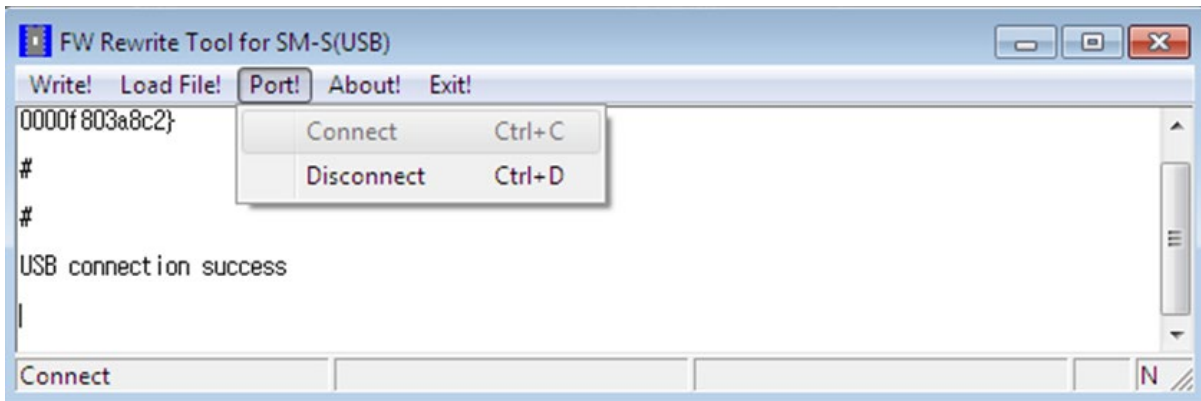 FW Rewrite Tool for SM-S(USB)
Write! Load File! Port! About! Exit!
0000f803a8c2}
Connect Ctrl+C
#
Disconnect Ctrl+D
#
USB connection success
Connect N